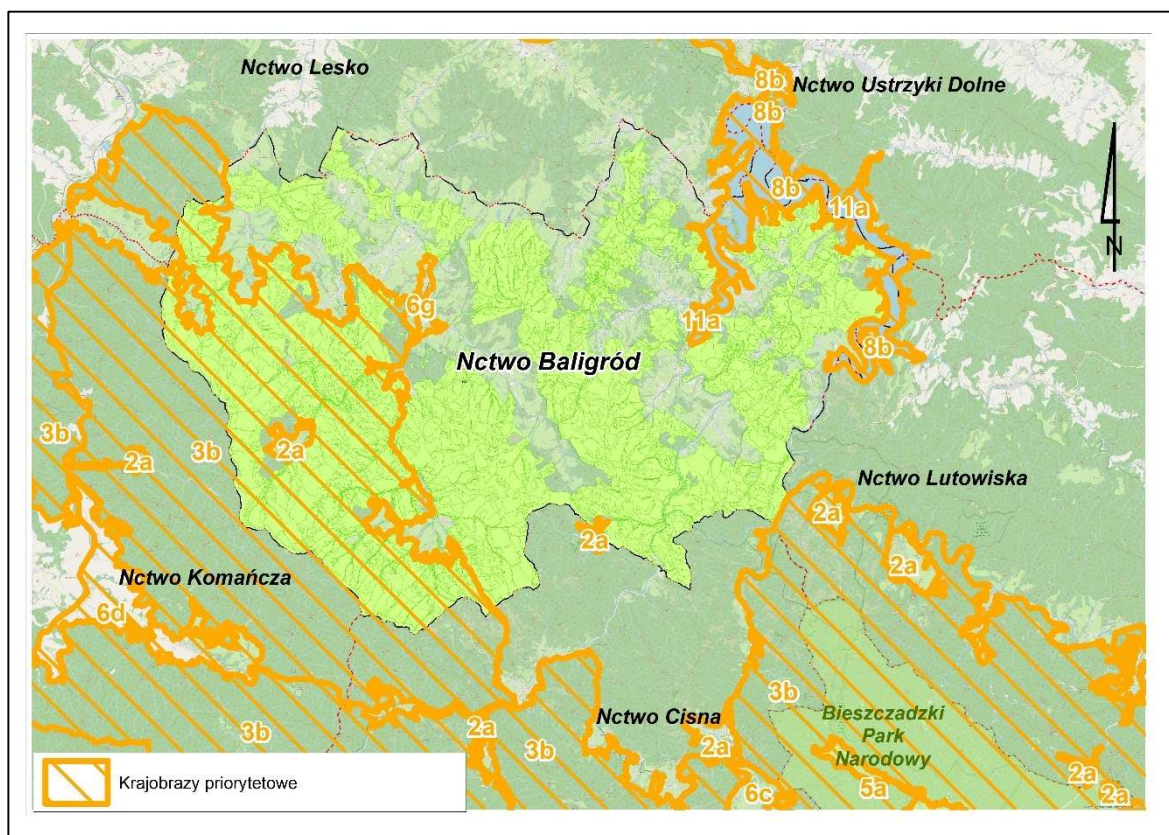 Nctwo Lesko
8b
Nctwo Ustrzyki Dolne
8b
8b
11a
N
6g
11a
Nctwo Baligród
8b
3b
2a
3b
2a
Nctwo Lutowiska
2a
2a
2a
Nctwo Komańcza
6d
3b
2a
3b
Nctwo Cisna
2a
3b
Bieszczadzki
Park
Narodowy
6c
5a
2a
2a
Krajobrazy priorytetowe